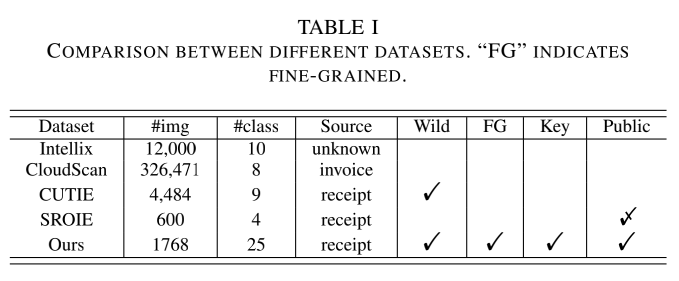 TABLE I
COMPARISON BETWEEN DIFFERENT DATASETS. “FG” INDICATES
FINE-GRAINED.
Dataset #img #class Source Wild FG Key Public
Intellix 12,000 10 unknown
CloudScan 326,471 8 invoice
CUTIE 4,484 9 receipt ✓
SROIE 600 4 receipt ✓✗
Ours 1768 25 receipt ✓ ✓ ✓ ✓